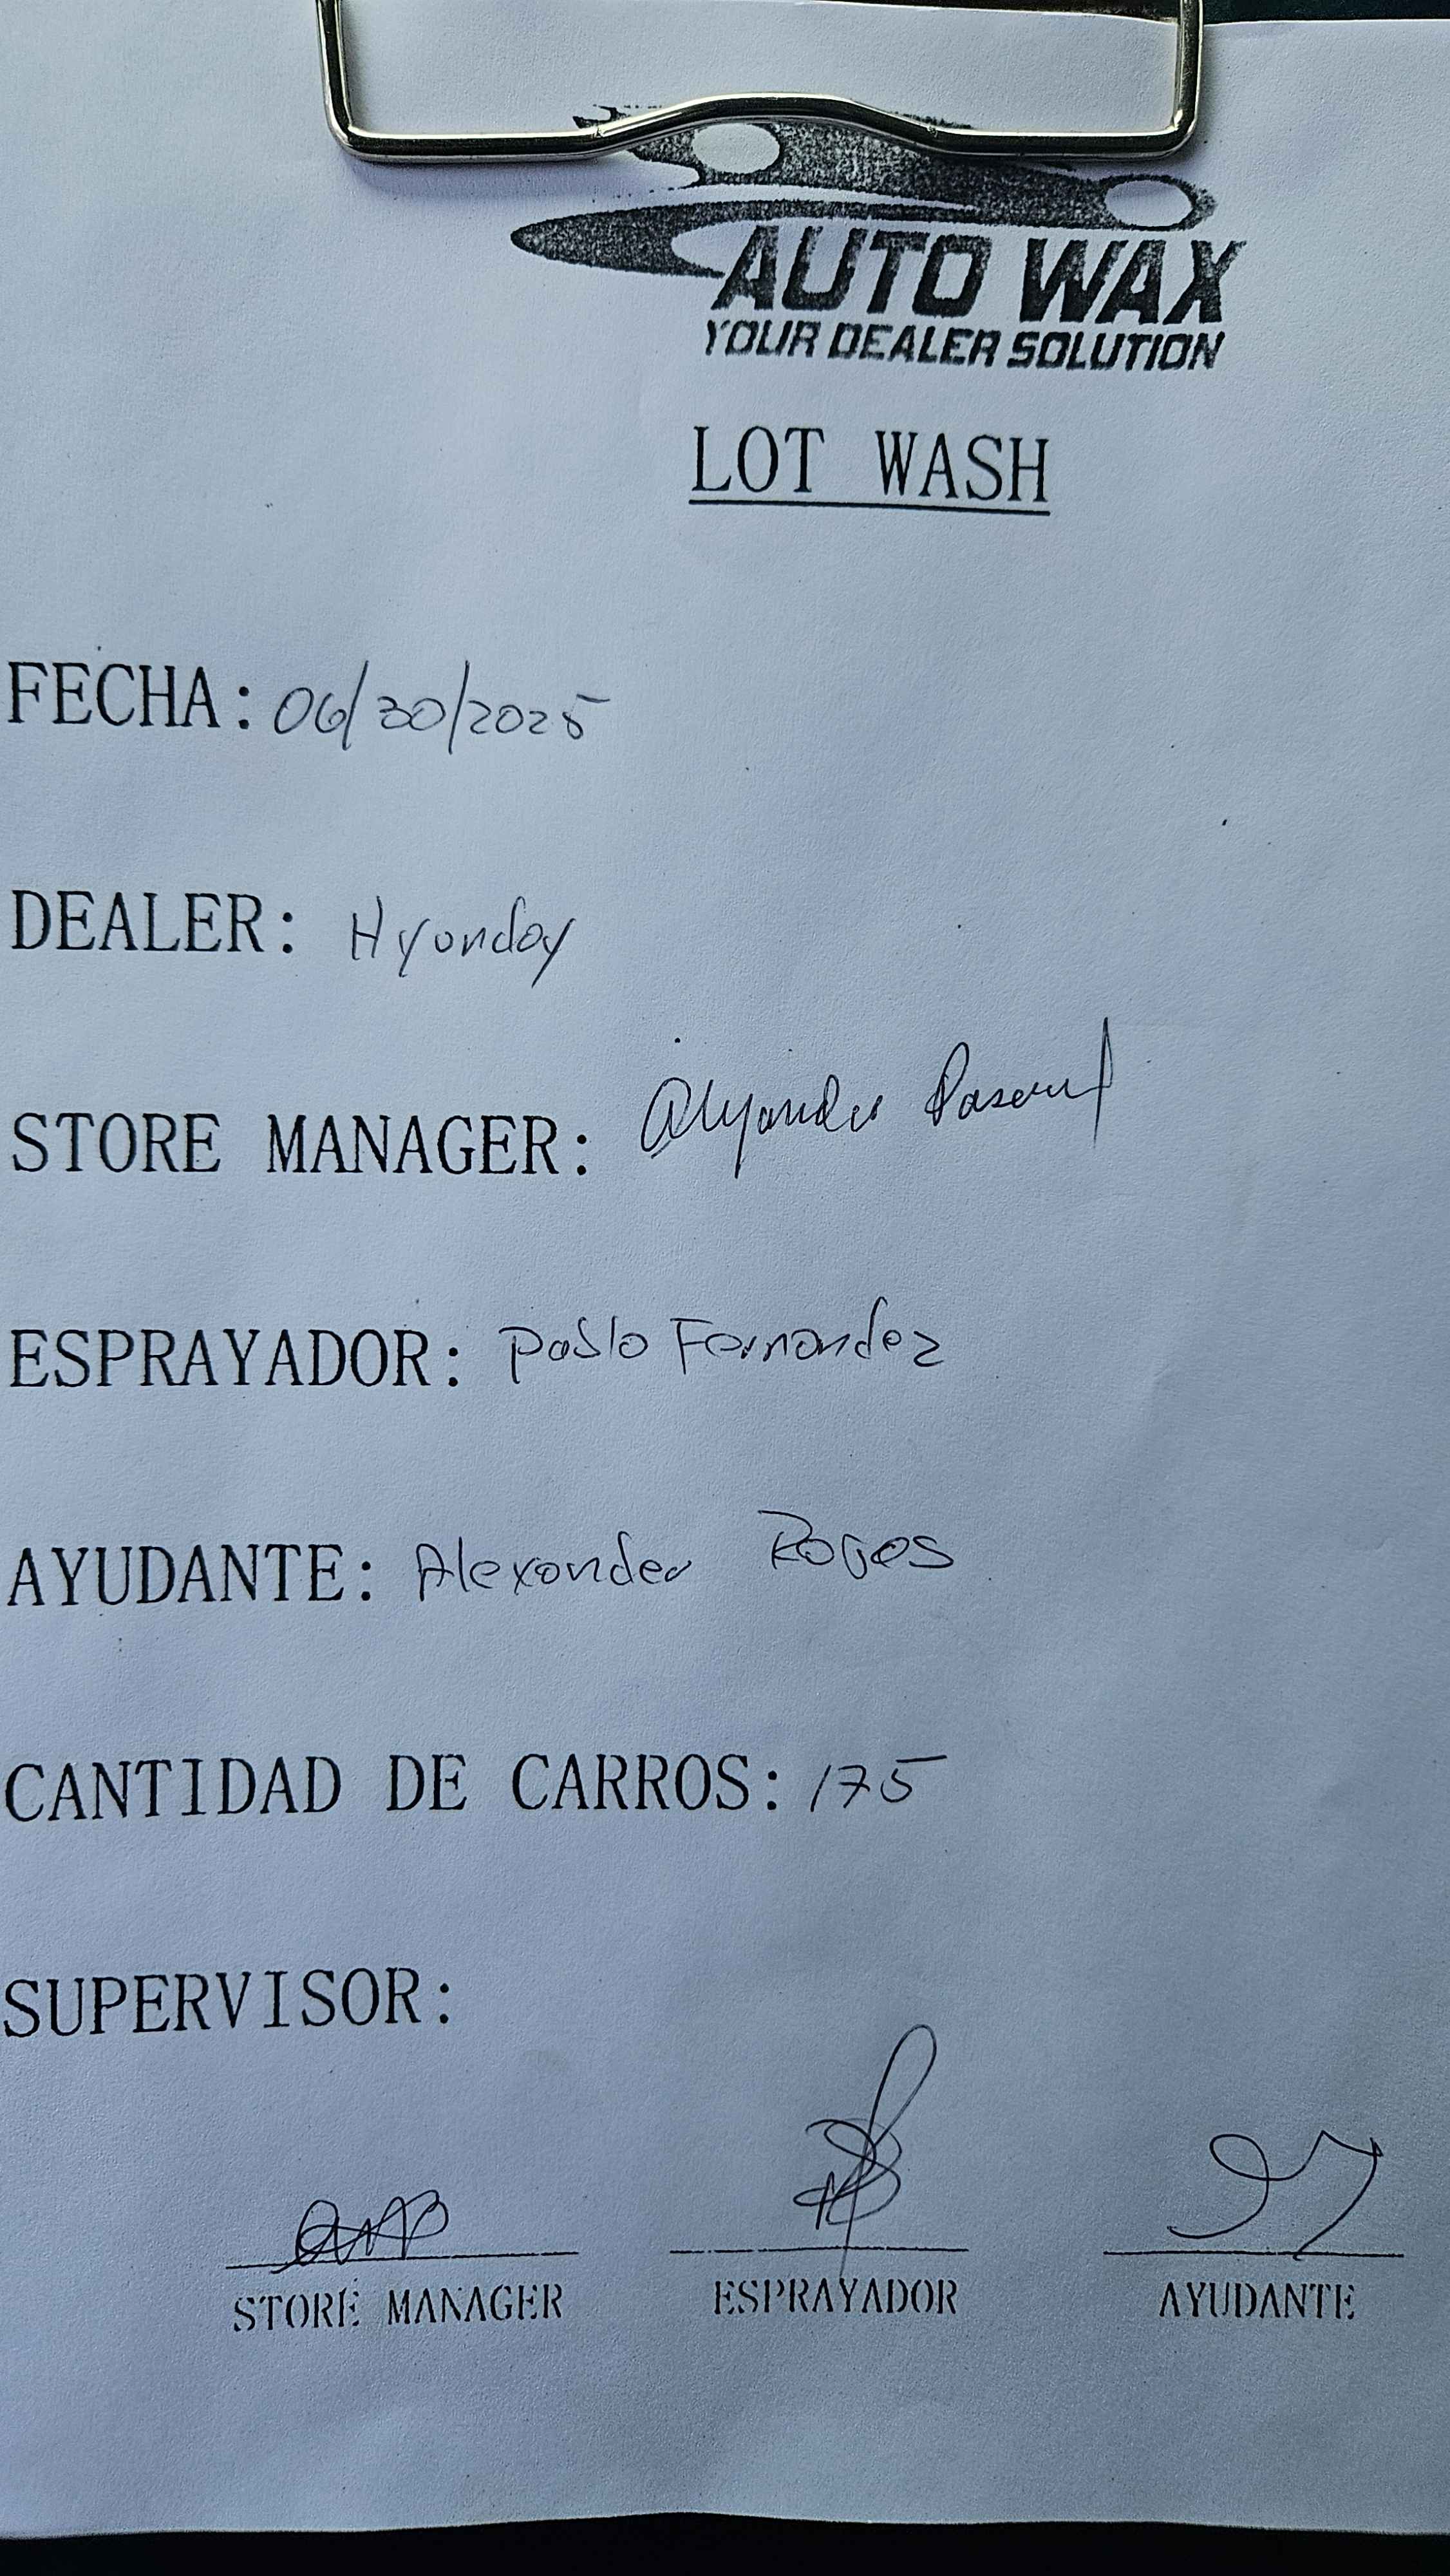 AUTO WAX
YOUR DEALER SOLUTION
LOT WASH
FECHA: 06/30/2025
DEALER: Hyunday
STORE MANAGER: Alejandro
ESPRAYADOR: Pablo Fernandez
AYUDANTE: Alexander
CANTIDAD DE CARROS: 175
SUPERVISOR:
STORE MANAGER ESPRAYADOR AYUDANTE